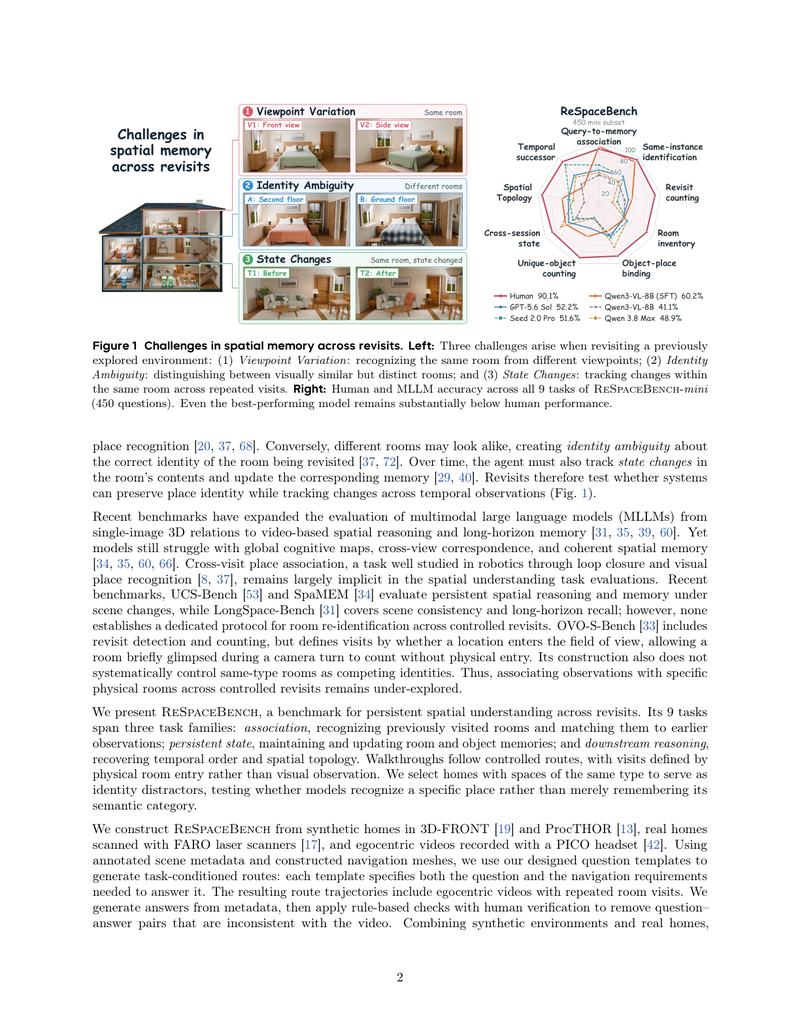 Challenges in
spatial memory
across revisits
1 Viewpoint Variation Same room
V1: Front view V2: Side view
2 Identity Ambiguity Different rooms
A: Second floor B: Ground floor
3 State Changes Same room, state changed
T1: Before T2: After
ReSpaceBench
450 mini subset
Query-to-memory
association
Same-instance
identification
Revisit
counting
Room
inventory
Object-place
binding
Unique-object
counting
Cross-session
state
Spatial
Topology
Temporal
successor
100
80
60
40
20
Human 90.1% Qwen3-VL-8B (SFT) 60.2%
GPT-5.6 Sol 52.2% Qwen3-VL-8B 41.1%
Seed 2.0 Pro 51.6% Qwen 3.8 Max 48.9%
Figure 1 Challenges in spatial memory across revisits. Left: Three challenges arise when revisiting a previously
explored environment: (1) Viewpoint Variation: recognizing the same room from different viewpoints; (2) Identity
Ambiguity: distinguishing between visually similar but distinct rooms; and (3) State Changes: tracking changes within
the same room across repeated visits. Right: Human and MLLM accuracy across all 9 tasks of RESPACEBENCH-mini
(450 questions). Even the best-performing model remains substantially below human performance.
place recognition [20, 37, 68]. Conversely, different rooms may look alike, creating identity ambiguity about
the correct identity of the room being revisited [37, 72]. Over time, the agent must also track state changes in
the room's contents and update the corresponding memory [29, 40]. Revisits therefore test whether systems
can preserve place identity while tracking changes across temporal observations (Fig. 1).
Recent benchmarks have expanded the evaluation of multimodal large language models (MLLMs) from
single-image 3D relations to video-based spatial reasoning and long-horizon memory [31, 35, 39, 60]. Yet
models still struggle with global cognitive maps, cross-view correspondence, and coherent spatial memory
[34, 35, 60, 66]. Cross-visit place association, a task well studied in robotics through loop closure and visual
place recognition [8, 37], remains largely implicit in the spatial understanding task evaluations. Recent
benchmarks, UCS-Bench [53] and SpaMEM [34] evaluate persistent spatial reasoning and memory under
scene changes, while LongSpace-Bench [31] covers scene consistency and long-horizon recall; however, none
establishes a dedicated protocol for room re-identification across controlled revisits. OVO-S-Bench [33] includes
revisit detection and counting, but defines visits by whether a location enters the field of view, allowing a
room briefly glimpsed during a camera turn to count without physical entry. Its construction also does not
systematically control same-type rooms as competing identities. Thus, associating observations with specific
physical rooms across controlled revisits remains under-explored.
We present RESPACEBENCH, a benchmark for persistent spatial understanding across revisits. Its 9 tasks
span three task families: association, recognizing previously visited rooms and matching them to earlier
observations; persistent state, maintaining and updating room and object memories; and downstream reasoning,
recovering temporal order and spatial topology. Walkthroughs follow controlled routes, with visits defined by
physical room entry rather than visual observation. We select homes with spaces of the same type to serve as
identity distractors, testing whether models recognize a specific place rather than merely remembering its
semantic category.
We construct RESPACEBENCH from synthetic homes in 3D-FRONT [19] and ProcTHOR [13], real homes
scanned with FARO laser scanners [17], and egocentric videos recorded with a PICO headset [42]. Using
annotated scene metadata and constructed navigation meshes, we use our designed question templates to
generate task-conditioned routes: each template specifies both the question and the navigation requirements
needed to answer it. The resulting route trajectories include egocentric videos with repeated room visits. We
generate answers from metadata, then apply rule-based checks with human verification to remove question–
answer pairs that are inconsistent with the video. Combining synthetic environments and real homes,
2